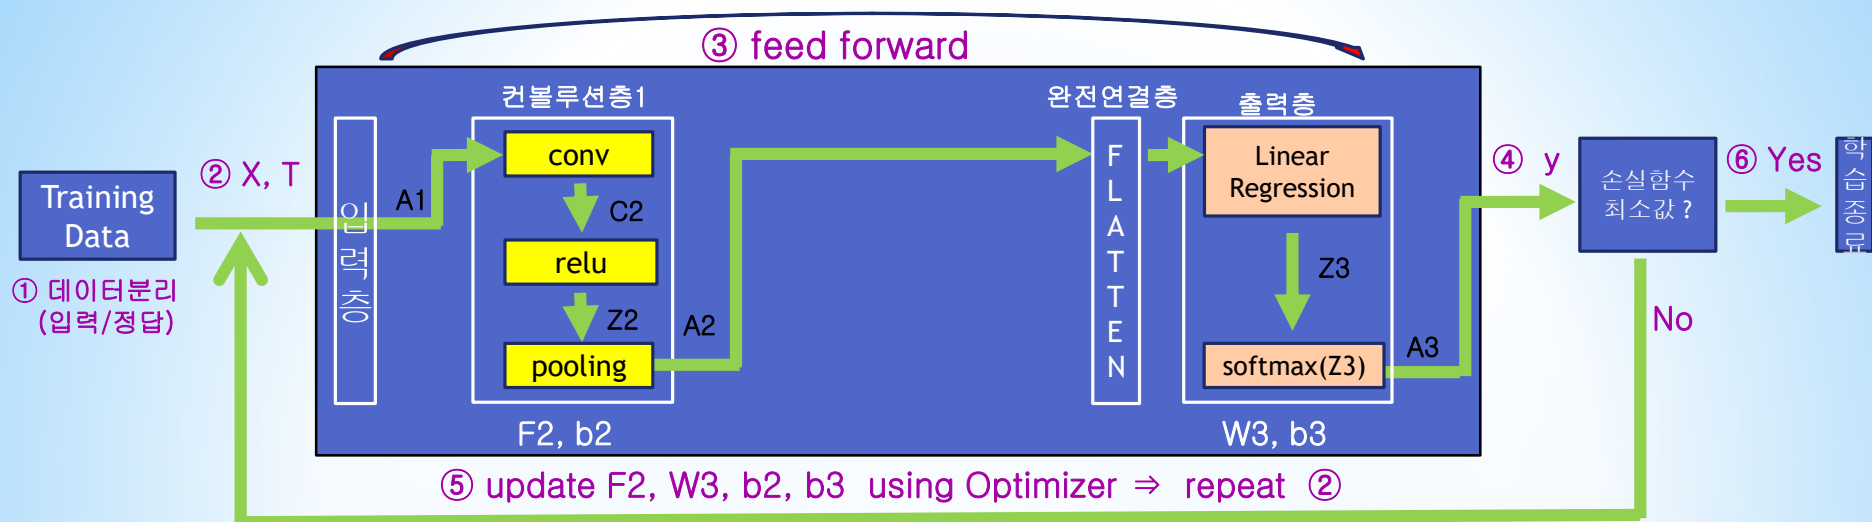 ③ feed forward
컨볼루션층1
완전연결층
출력층
Training
Data
① 데이터분리
(입력/정답)
② X, T
입력층
A1
conv
C2
relu
Z2
pooling
A2
F2, b2
FLATTEN
Linear
Regression
Z3
softmax(Z3)
A3
W3, b3
④ y
손실함수
최소값 ?
⑥ Yes
학습종료
No
⑤ update F2, W3, b2, b3 using Optimizer ⇒ repeat ②